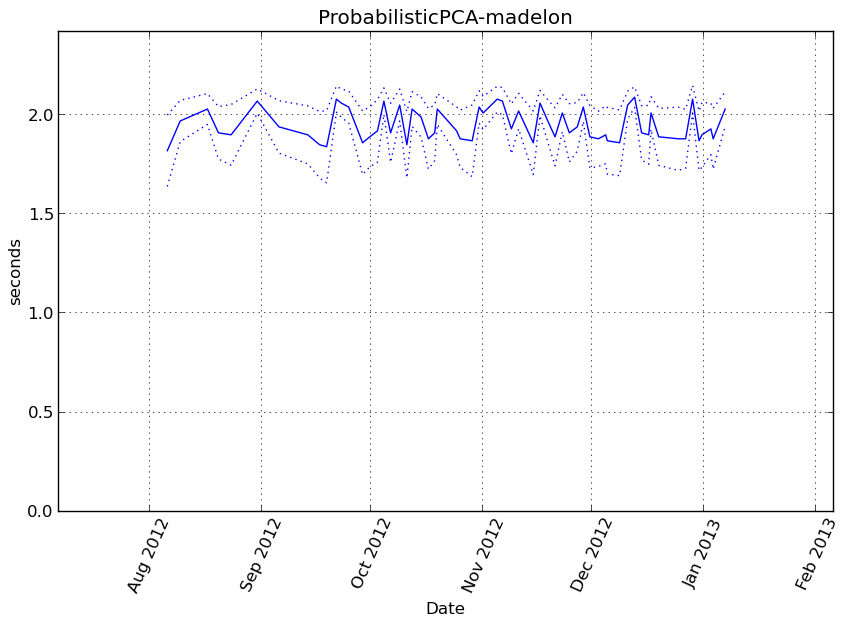 ProbabilisticPCA-madelon
2.0
1.5
1.0
0.5
0.0
seconds
Aug 2012
Sep 2012
Oct 2012
Nov 2012
Dec 2012
Jan 2013
Feb 2013
Date